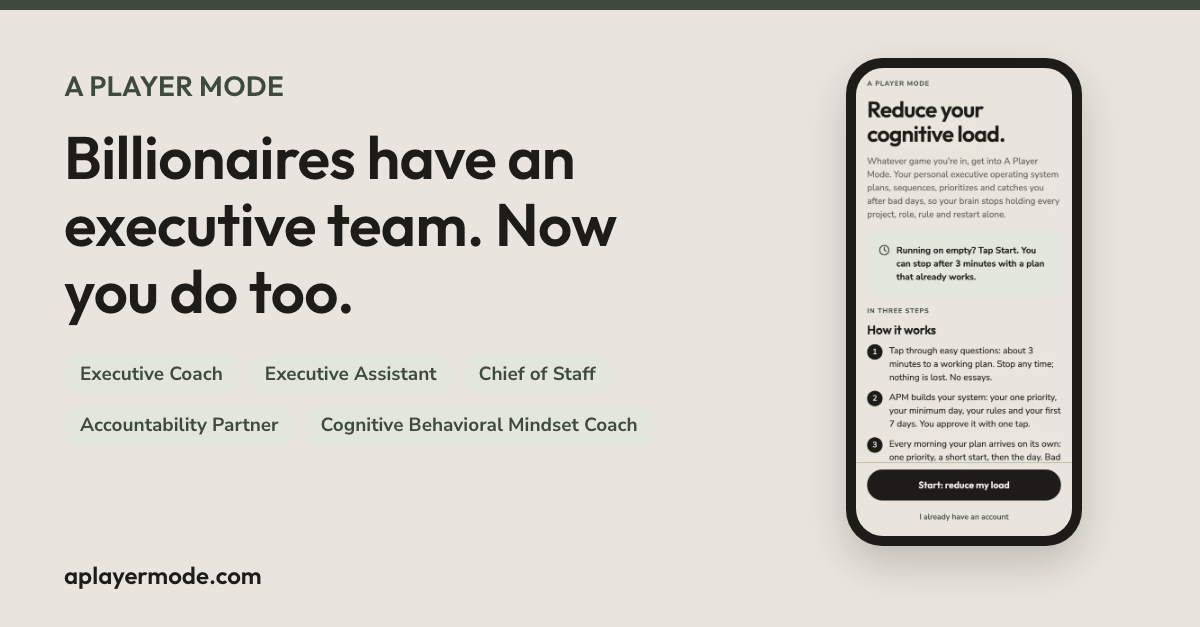 A PLAYER MODE
Billionaires have an
executive team. Now
you do too.
Executive Coach
Executive Assistant
Chief of Staff
Accountability Partner
Cognitive Behavioral Mindset Coach
aplayermode.com
A PLAYER MODE
Reduce your
cognitive load.
Whatever game you're in, get into A Player
Mode. Your personal executive operating system
plans, sequences, prioritizes and catches you
after bad days, so your brain stops holding every
project, role, rule and restart alone.
Running on empty? Tap Start. You
can stop after 3 minutes with a plan
that already works.
IN THREE STEPS
How it works
1 Tap through easy questions: about 3
minutes to a working plan. Stop any time;
nothing is lost. No essays.
2 APM builds your system: your one priority,
your minimum day, your rules and your first
7 days. You approve it with one tap.
3 Every morning your plan arrives on its own:
one priority, a short start, then the day. Bad
Start: reduce my load
I already have an account